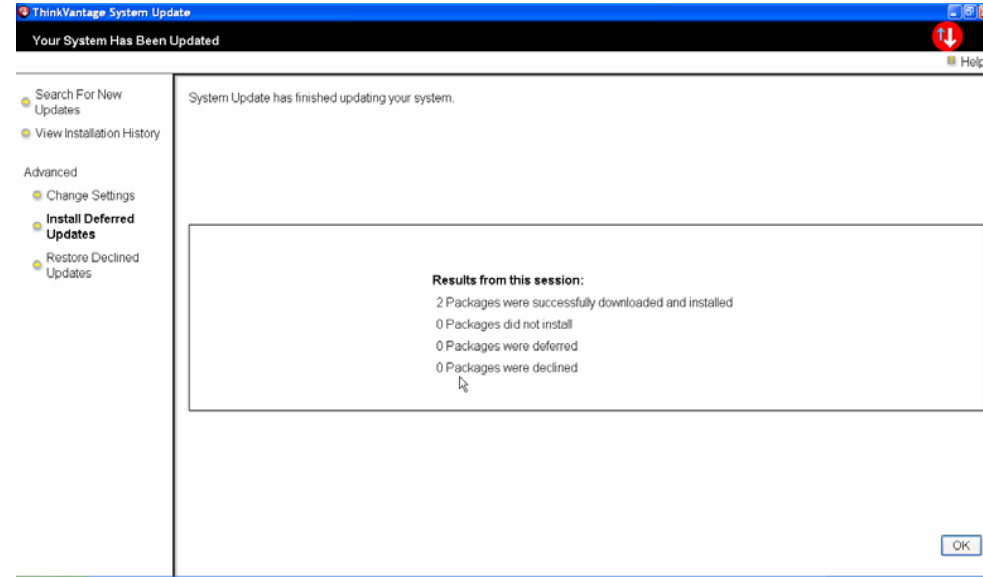 ThinkVantage System Update
Your System Has Been Updated
Help
Search For New
Updates
View Installation History
Advanced
Change Settings
Install Deferred
Updates
Restore Declined
Updates
System Update has finished updating your system.
Results from this session:
2 Packages were successfully downloaded and installed
0 Packages did not install
0 Packages were deferred
0 Packages were declined
OK